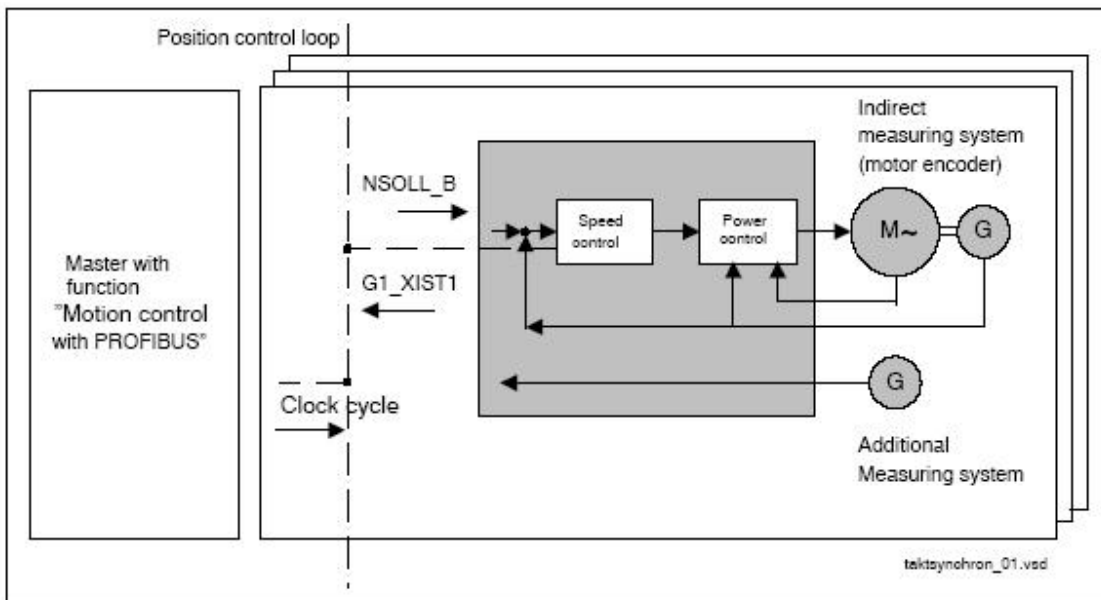 Position control loop
Master with
function
"Motion control
with PROFIBUS"
NSOLL_B
G1_XIST1
Clock cycle
Speed
control
Power
control
Indirect
measuring system
(motor encoder)
M~
G
G
Additional
Measuring system
taktsynchron_01.vsd